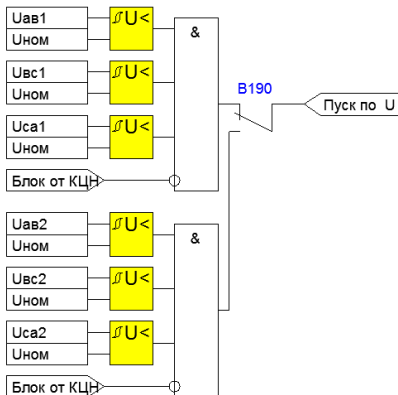 Uав1
Uном
U<
&
Uвс1
Uном
U<
В190
Uса1
Uном
U<
Пуск по U
Блок от КЦН
Uав2
Uном
U<
&
Uвс2
Uном
U<
Uса2
Uном
U<
Блок от КЦН